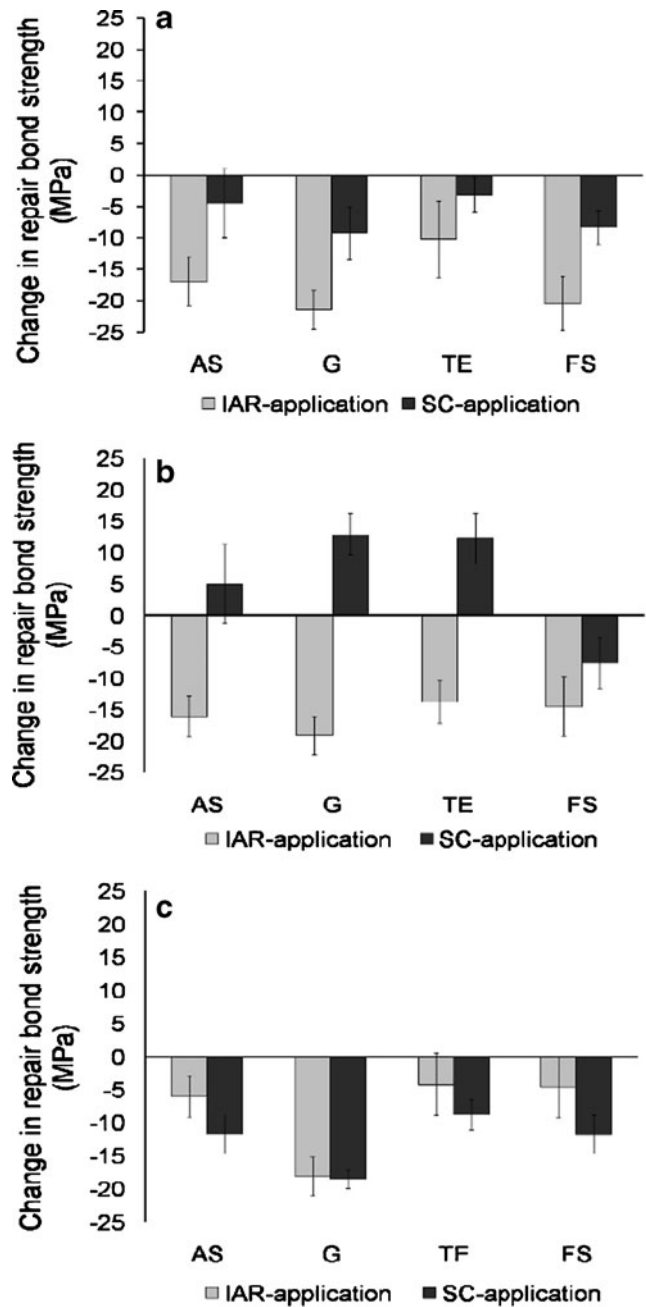 a
25
20
15
10
5
0
-5
-10
-15
-20
-25
Change in repair bond strength
(MPa)
AS G TE FS
IAR-application SC-application
b
25
20
15
10
5
0
-5
-10
-15
-20
-25
Change in repair bond strength
(MPa)
AS G TE FS
IAR-application SC-application
c
25
20
15
10
5
0
-5
-10
-15
-20
-25
Change in repair bond strength
(MPa)
AS G TF FS
IAR-application SC-application